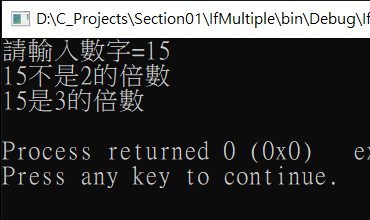 D:\C_Projects\Section01\IfMultiple\bin\Debug\If
請輸入數字=15
15不是2的倍數
15是3的倍數
Process returned 0 (0x0) ex
Press any key to continue.